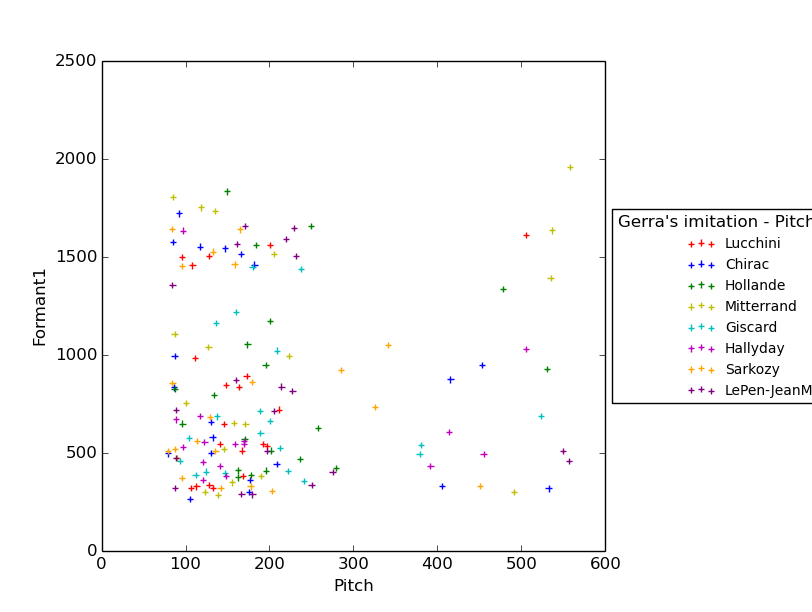 2500
2000
1500
1000
500
0
Formant1
0 100 200 300 400 500 600
Pitch
Gerra's imitation - Pitch
Lucchini
Chirac
Hollande
Mitterrand
Giscard
Hallyday
Sarkozy
LePen-JeanM